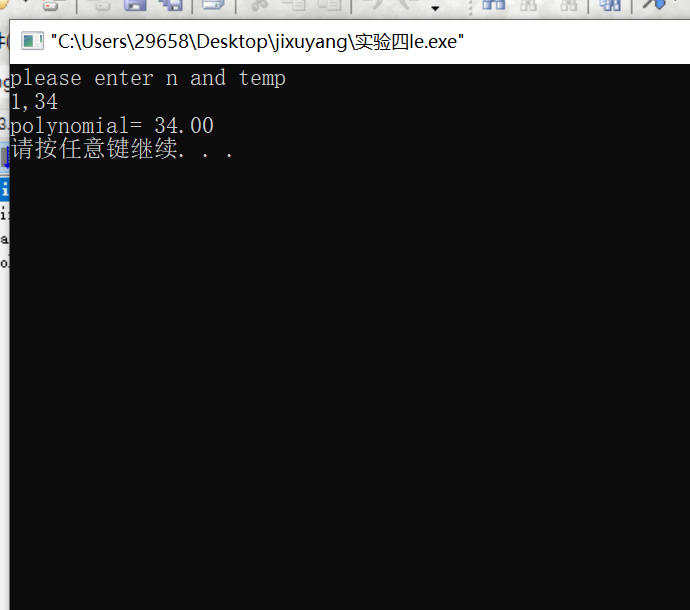 "C:\Users\29658\Desktop\jixuyang\实验四le.exe"
please enter n and temp
1,34
polynomial= 34.00
请按任意键继续. . .